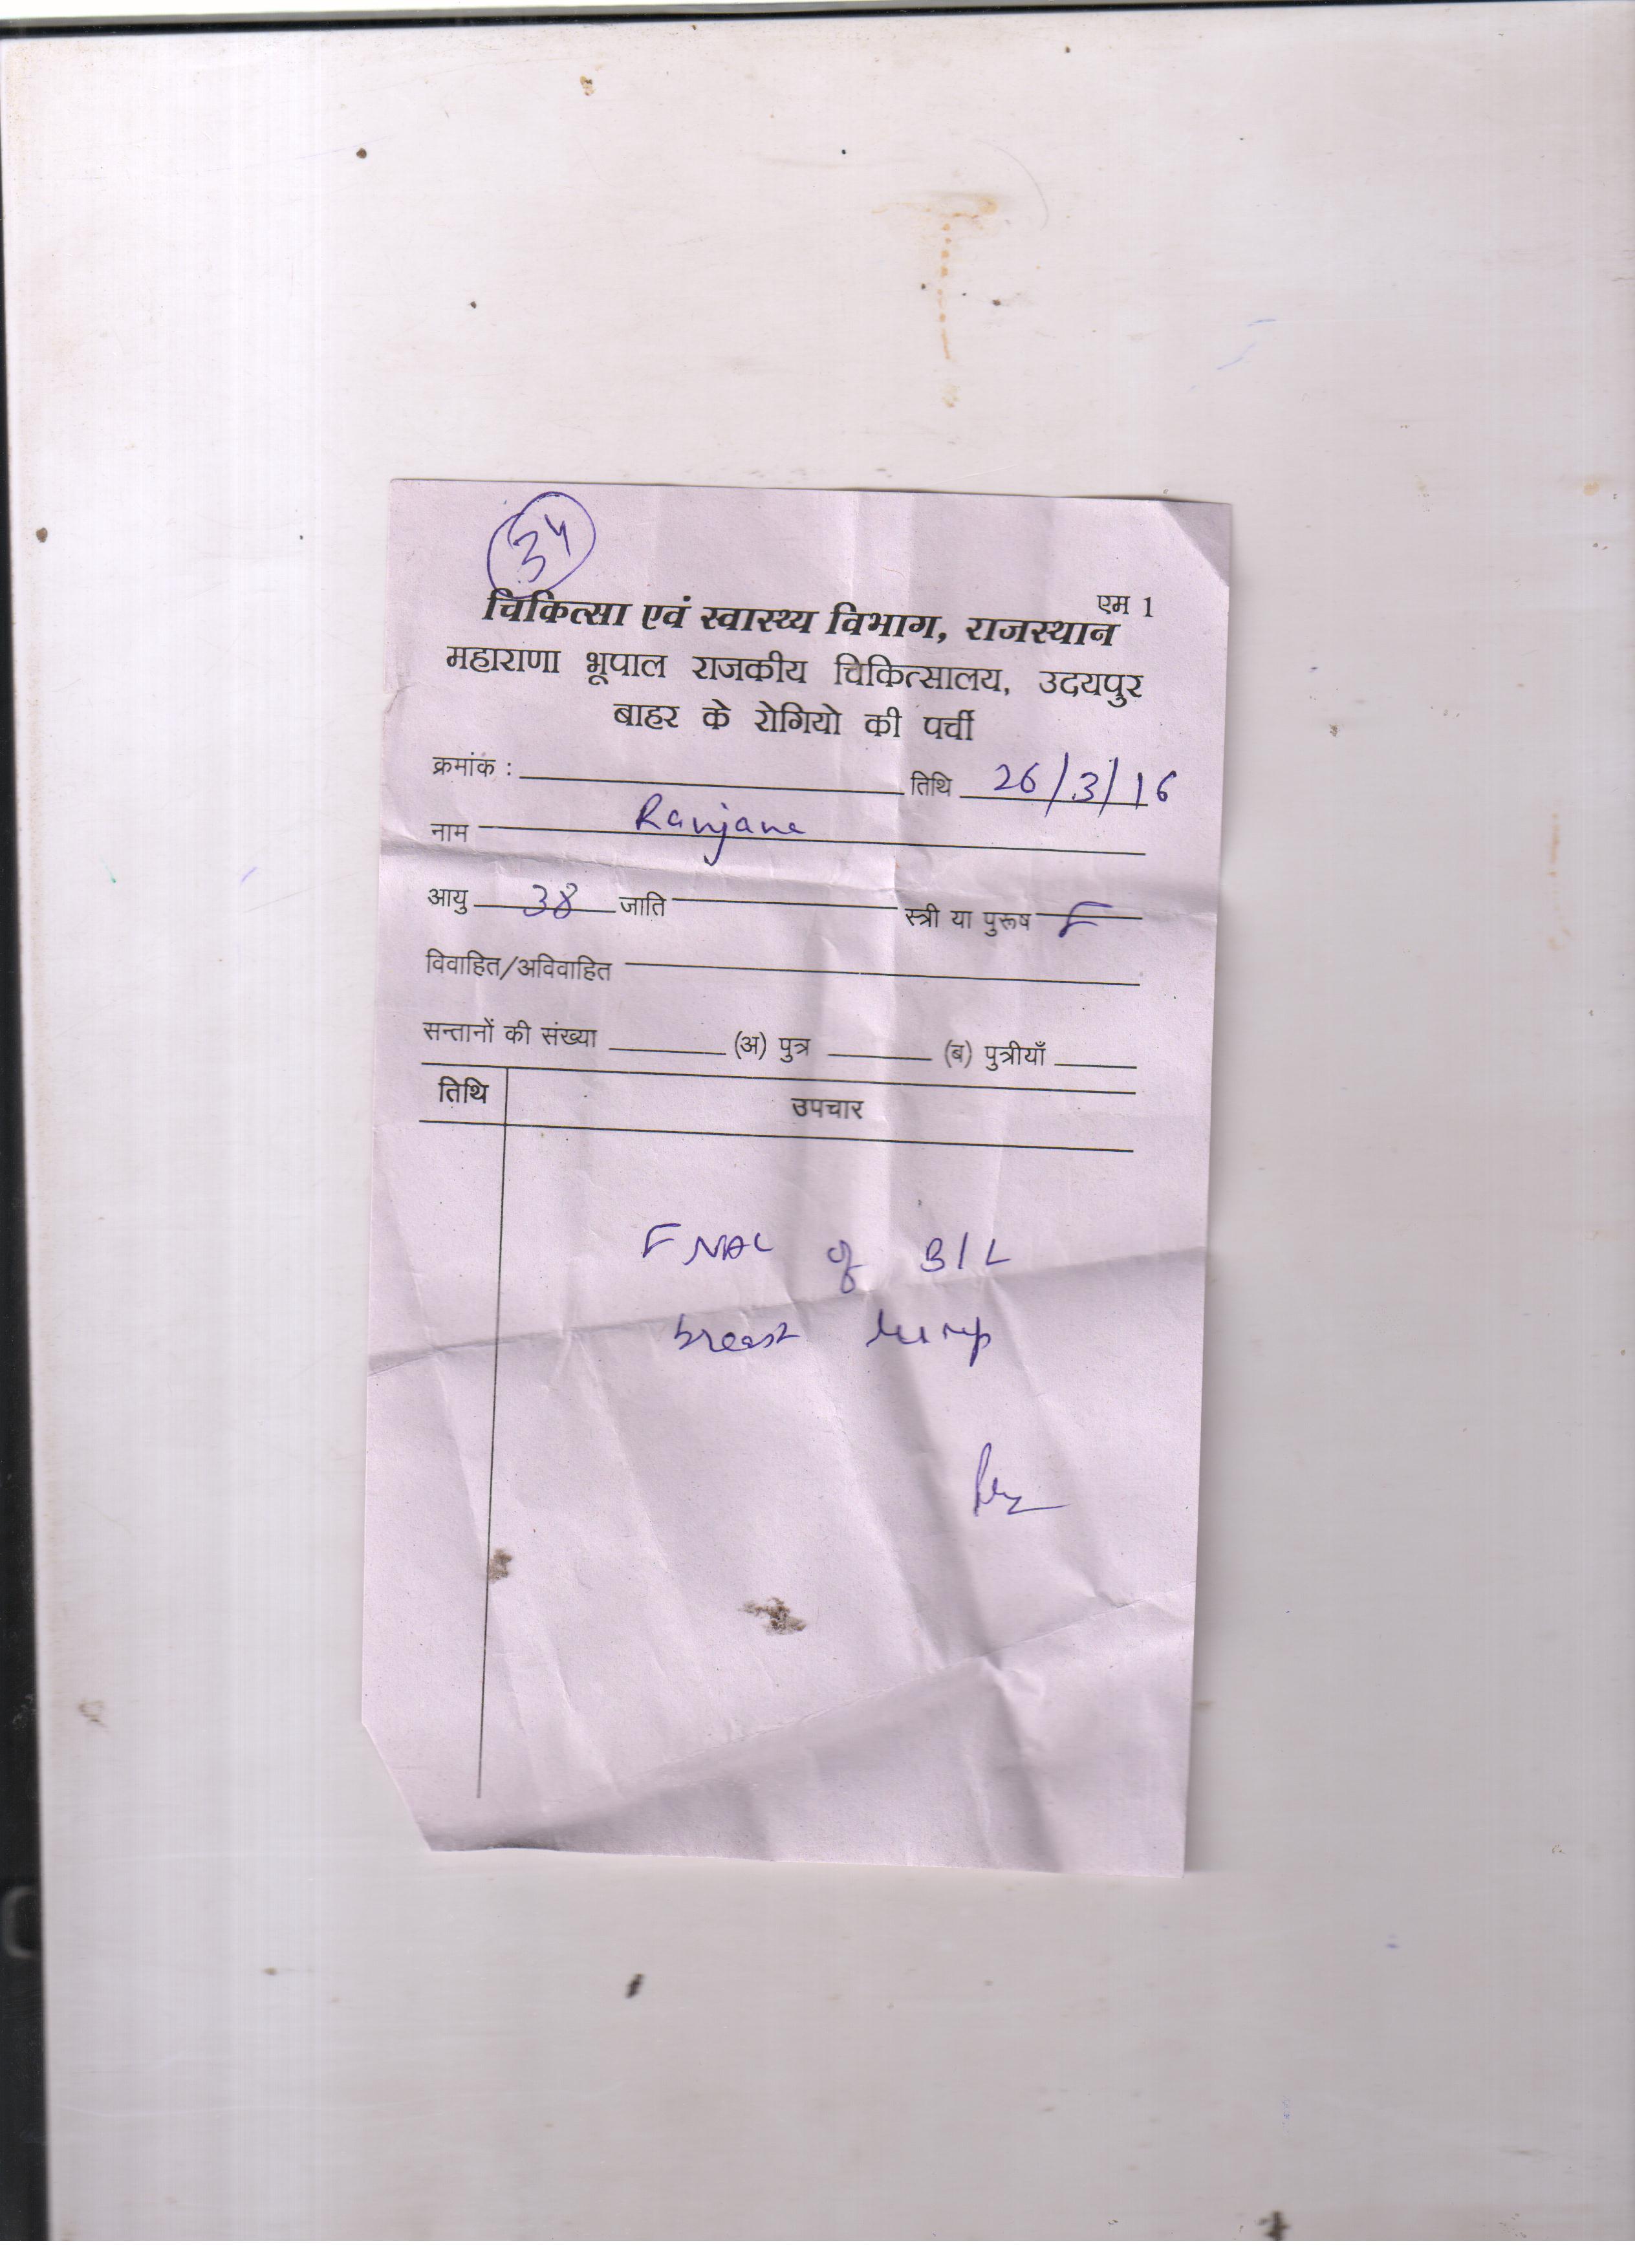 34
एम 1
चिकित्सा एवं स्वास्थ्य विभाग, राजस्थान
महाराणा भूपाल राजकीय चिकित्सालय, उदयपुर
बाहर के रोगियो की पर्ची
क्रमांक : तिथि 26/3/16
नाम Ranjana
आयु 38 जाति स्त्री या पुरूष F
विवाहित/अविवाहित
सन्तानों की संख्या (अ) पुत्र (ब) पुत्रीयाँ
तिथि उपचार
FNAC of B/L
breast lump